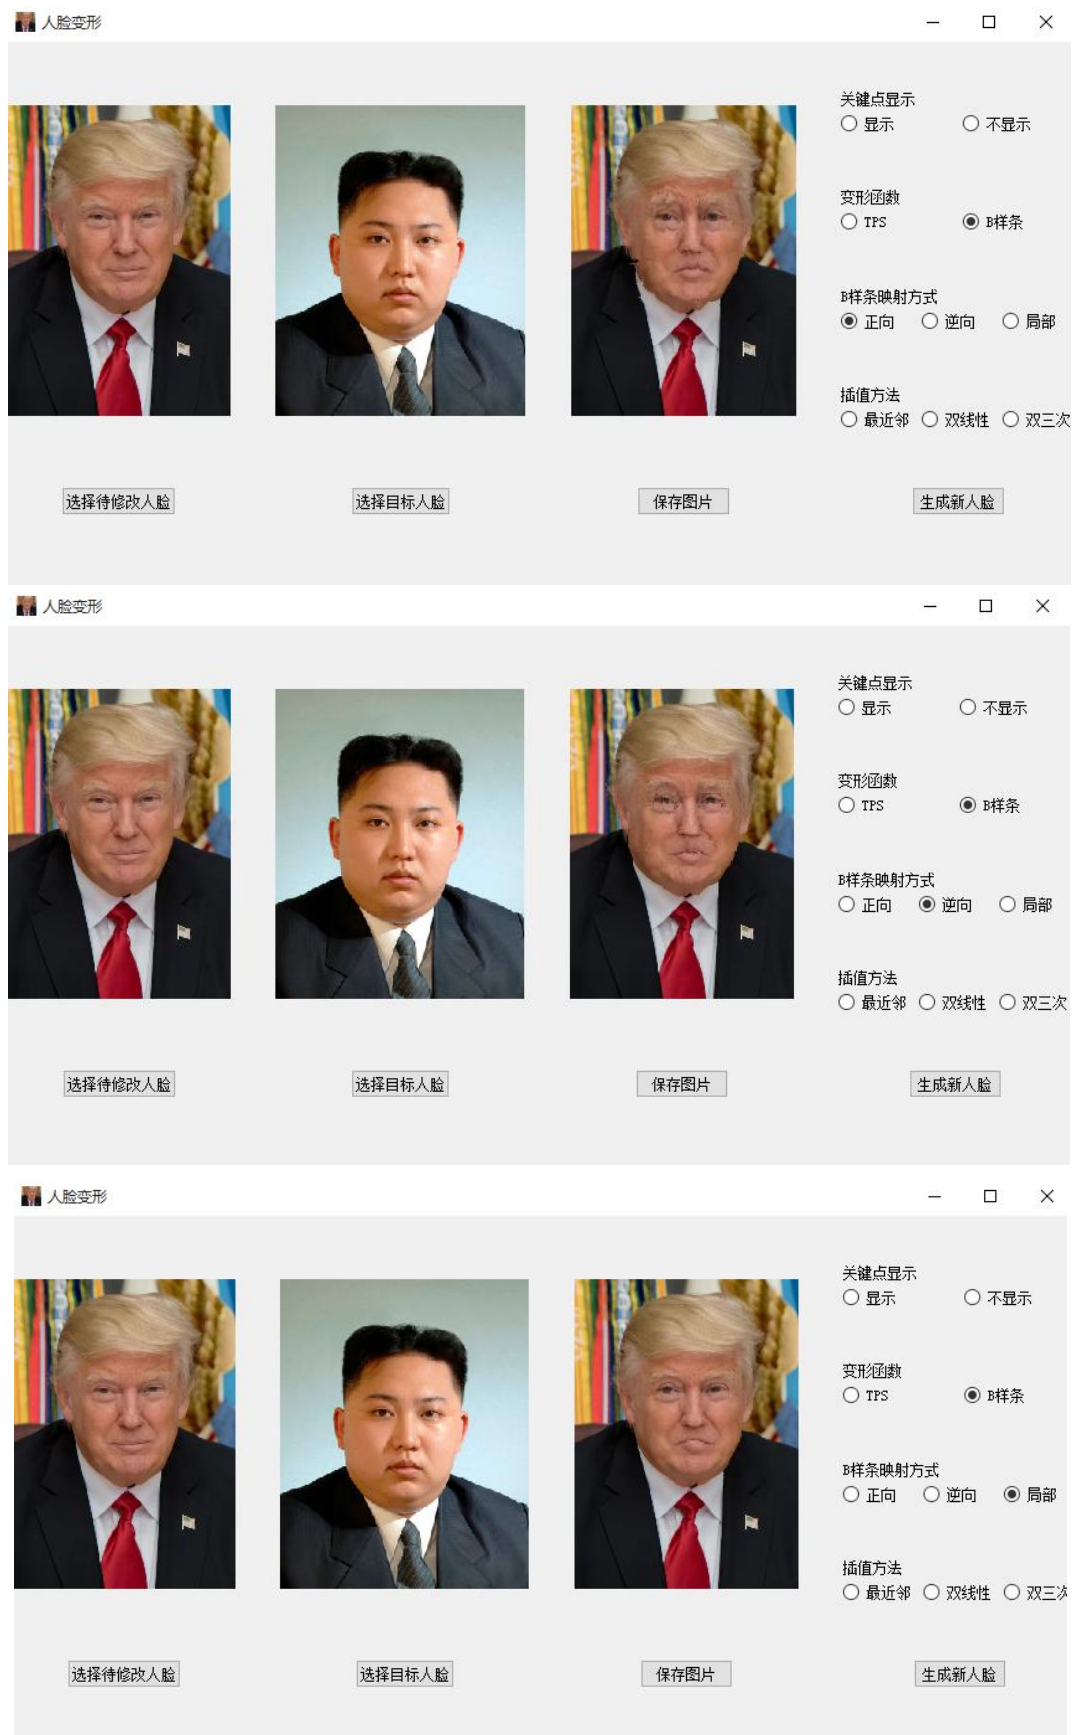 人脸变形
关键点显示
显示 不显示
变形函数
TPS B样条
B样条映射方式
正向 逆向 局部
插值方法
最近邻 双线性 双三次
选择待修改人脸 选择目标人脸 保存图片 生成新人脸
人脸变形
关键点显示
显示 不显示
变形函数
TPS B样条
B样条映射方式
正向 逆向 局部
插值方法
最近邻 双线性 双三次
选择待修改人脸 选择目标人脸 保存图片 生成新人脸
人脸变形
关键点显示
显示 不显示
变形函数
TPS B样条
B样条映射方式
正向 逆向 局部
插值方法
最近邻 双线性 双三次
选择待修改人脸 选择目标人脸 保存图片 生成新人脸